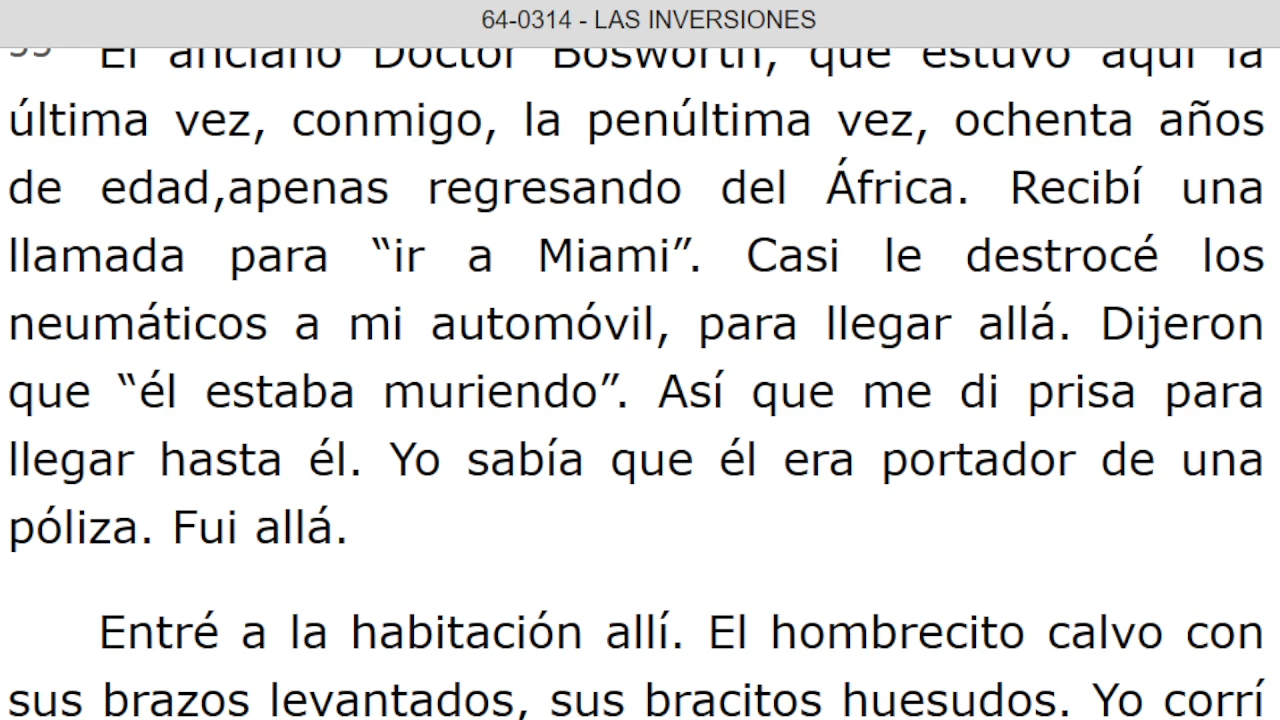 64-0314 - LAS INVERSIONES
El anciano Doctor Bosworth, que estuvo aquí la
última vez, conmigo, la penúltima vez, ochenta años
de edad,apenas regresando del África. Recibí una
llamada para “ir a Miami”. Casi le destrocé los
neumáticos a mi automóvil, para llegar allá. Dijeron
que “él estaba muriendo”. Así que me di prisa para
llegar hasta él. Yo sabía que él era portador de una
póliza. Fui allá.
Entré a la habitación allí. El hombrecito calvo con
sus brazos levantados, sus bracitos huesudos. Yo corrí